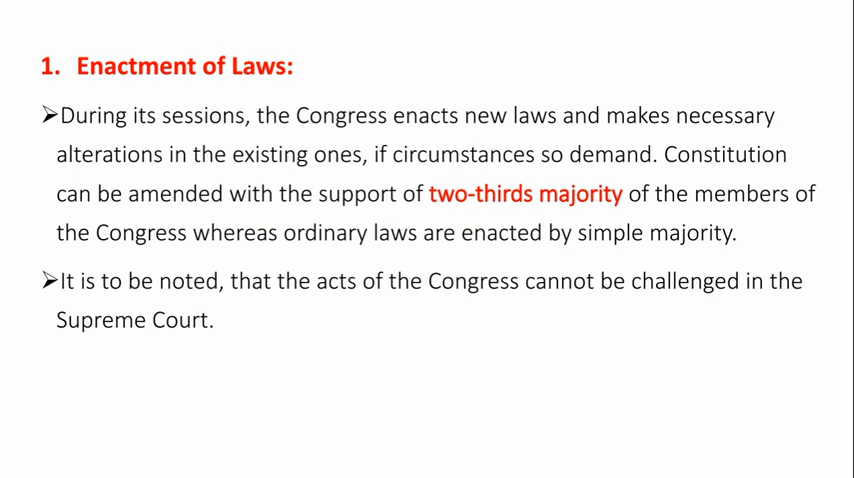 1. Enactment of Laws:
➢During its sessions, the Congress enacts new laws and makes necessary
alterations in the existing ones, if circumstances so demand. Constitution
can be amended with the support of two-thirds majority of the members of
the Congress whereas ordinary laws are enacted by simple majority.
➢It is to be noted, that the acts of the Congress cannot be challenged in the
Supreme Court.